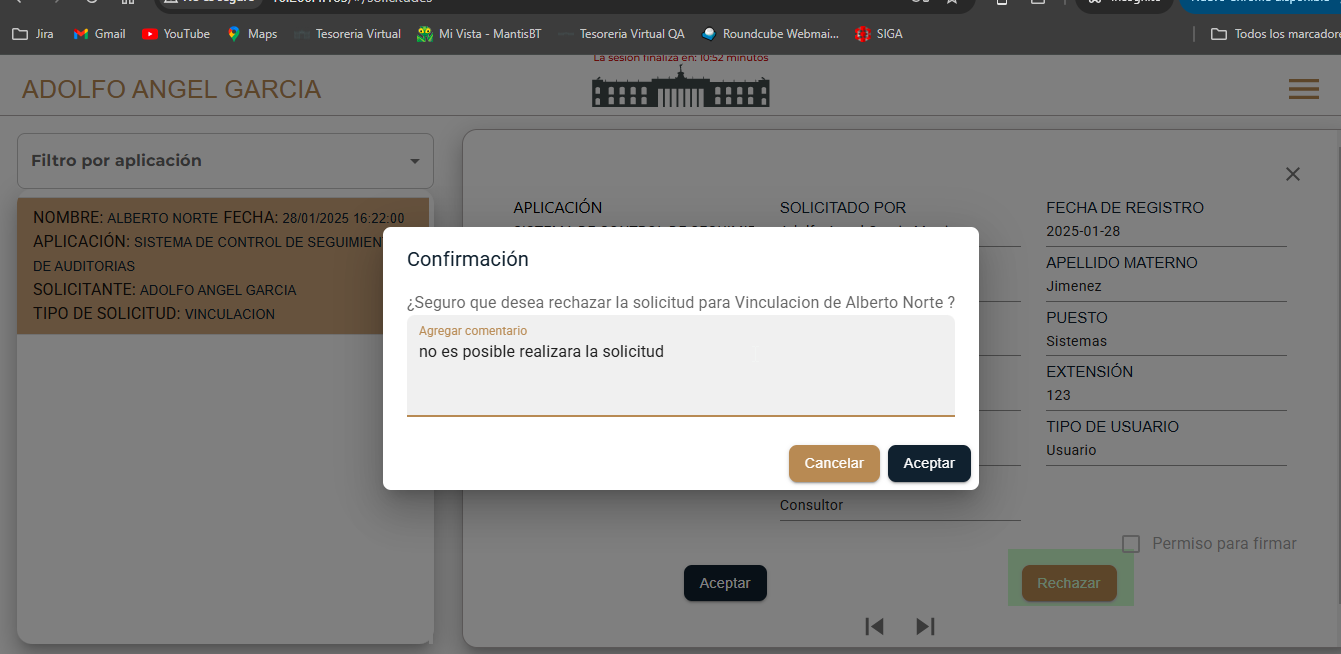 Jira
Gmail
YouTube
Maps
Tesoreria Virtual
Mi Vista - MantisBT
Tesoreria Virtual QA
Roundcube Webmai...
SIGA
Todos los marcadore
La sesión finaliza en: 10:52 minutos
ADOLFO ANGEL GARCIA
Filtro por aplicación
NOMBRE: ALBERTO NORTE FECHA: 28/01/2025 16:22:00
APLICACIÓN: SISTEMA DE CONTROL DE SEGUIMIEN
DE AUDITORIAS
SOLICITANTE: ADOLFO ANGEL GARCIA
TIPO DE SOLICITUD: VINCULACION
APLICACIÓN
SOLICITADO POR
FECHA DE REGISTRO
2025-01-28
APELLIDO MATERNO
Jimenez
PUESTO
Sistemas
EXTENSIÓN
123
TIPO DE USUARIO
Usuario
Confirmación
¿Seguro que desea rechazar la solicitud para Vinculacion de Alberto Norte ?
Agregar comentario
no es posible realizara la solicitud
Cancelar
Aceptar
Consultor
Permiso para firmar
Aceptar
Rechazar